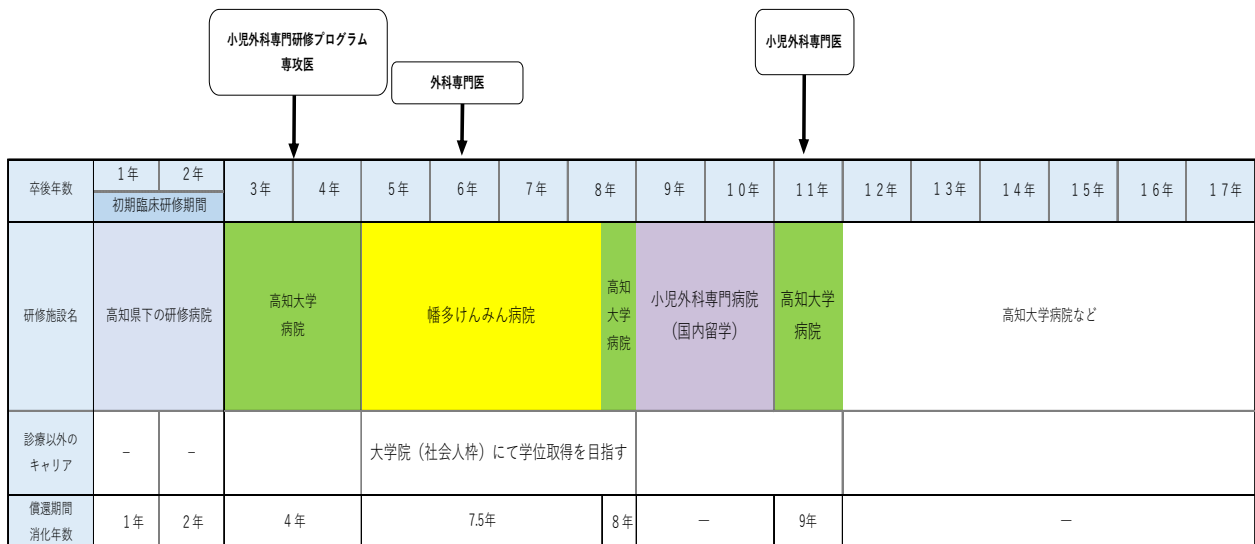 小児外科専門研修プログラム
専攻医
外科専門医
小児外科専門医
卒後年数
1年
2年
初期臨床研修期間
3年
4年
5年
6年
7年
8年
9年
10年
11年
12年
13年
14年
15年
16年
17年
研修施設名
高知県下の研修病院
高知大学
病院
幡多けんみん病院
高知
大学
病院
小児外科専門病院
(国内留学)
高知大学
病院
高知大学病院など
診療以外の
キャリア
−
−
大学院(社会人枠)にて学位取得を目指す
償還期間
消化年数
1年
2年
4年
7.5年
8年
−
9年
−